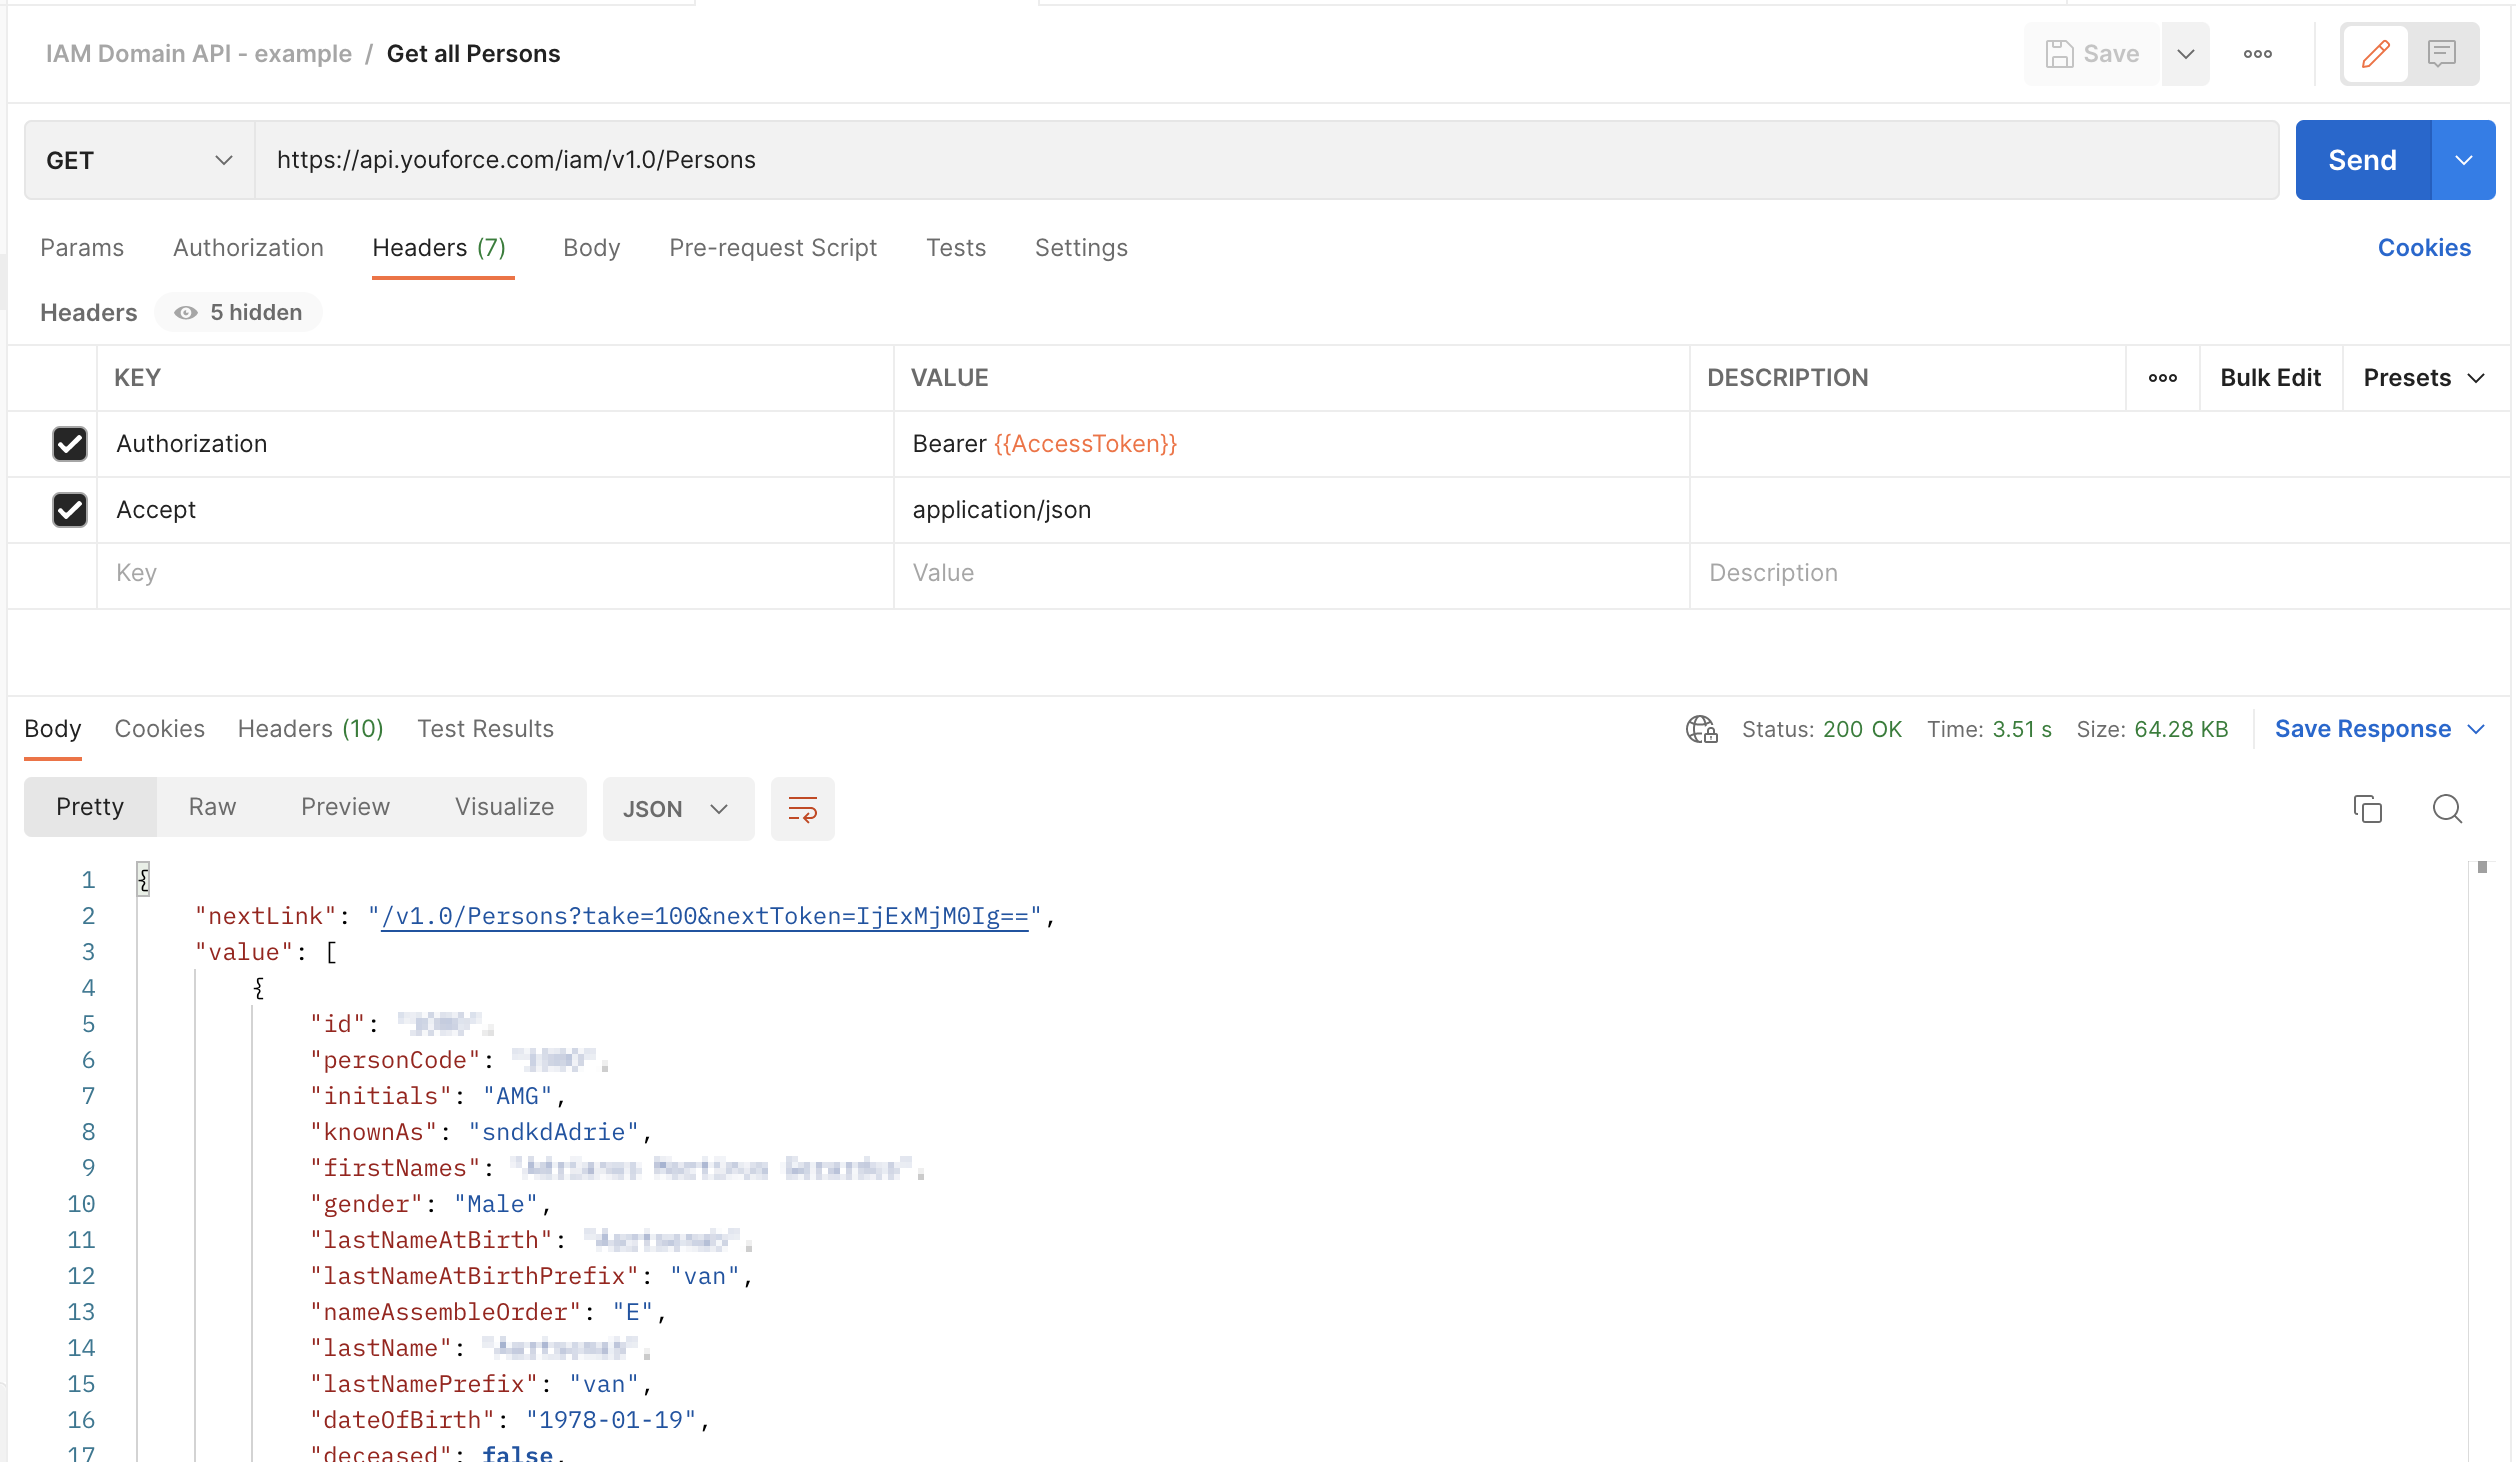 IAM Domain API - example / Get all Persons
Save
GET https://api.youforce.com/iam/v1.0/Persons Send
Params Authorization Headers (7) Body Pre-request Script Tests Settings Cookies
Headers 5 hidden
KEY VALUE DESCRIPTION ooo Bulk Edit Presets
Authorization Bearer {{AccessToken}}
Accept application/json
Key Value Description
Body Cookies Headers (10) Test Results Status: 200 OK Time: 3.51 s Size: 64.28 KB Save Response
Pretty Raw Preview Visualize JSON
1 {
2 "nextLink": "/v1.0/Persons?take=100&nextToken=IjExMjM0Ig==",
3 "value": [
4 {
5 "id":
6 "personCode":
7 "initials": "AMG",
8 "knownAs": "sndkdAdrie",
9 "firstNames":
10 "gender": "Male",
11 "lastNameAtBirth":
12 "lastNameAtBirthPrefix": "van",
13 "nameAssembleOrder": "E",
14 "lastName":
15 "lastNamePrefix": "van",
16 "dateOfBirth": "1978-01-19",
17 "deceased": false,